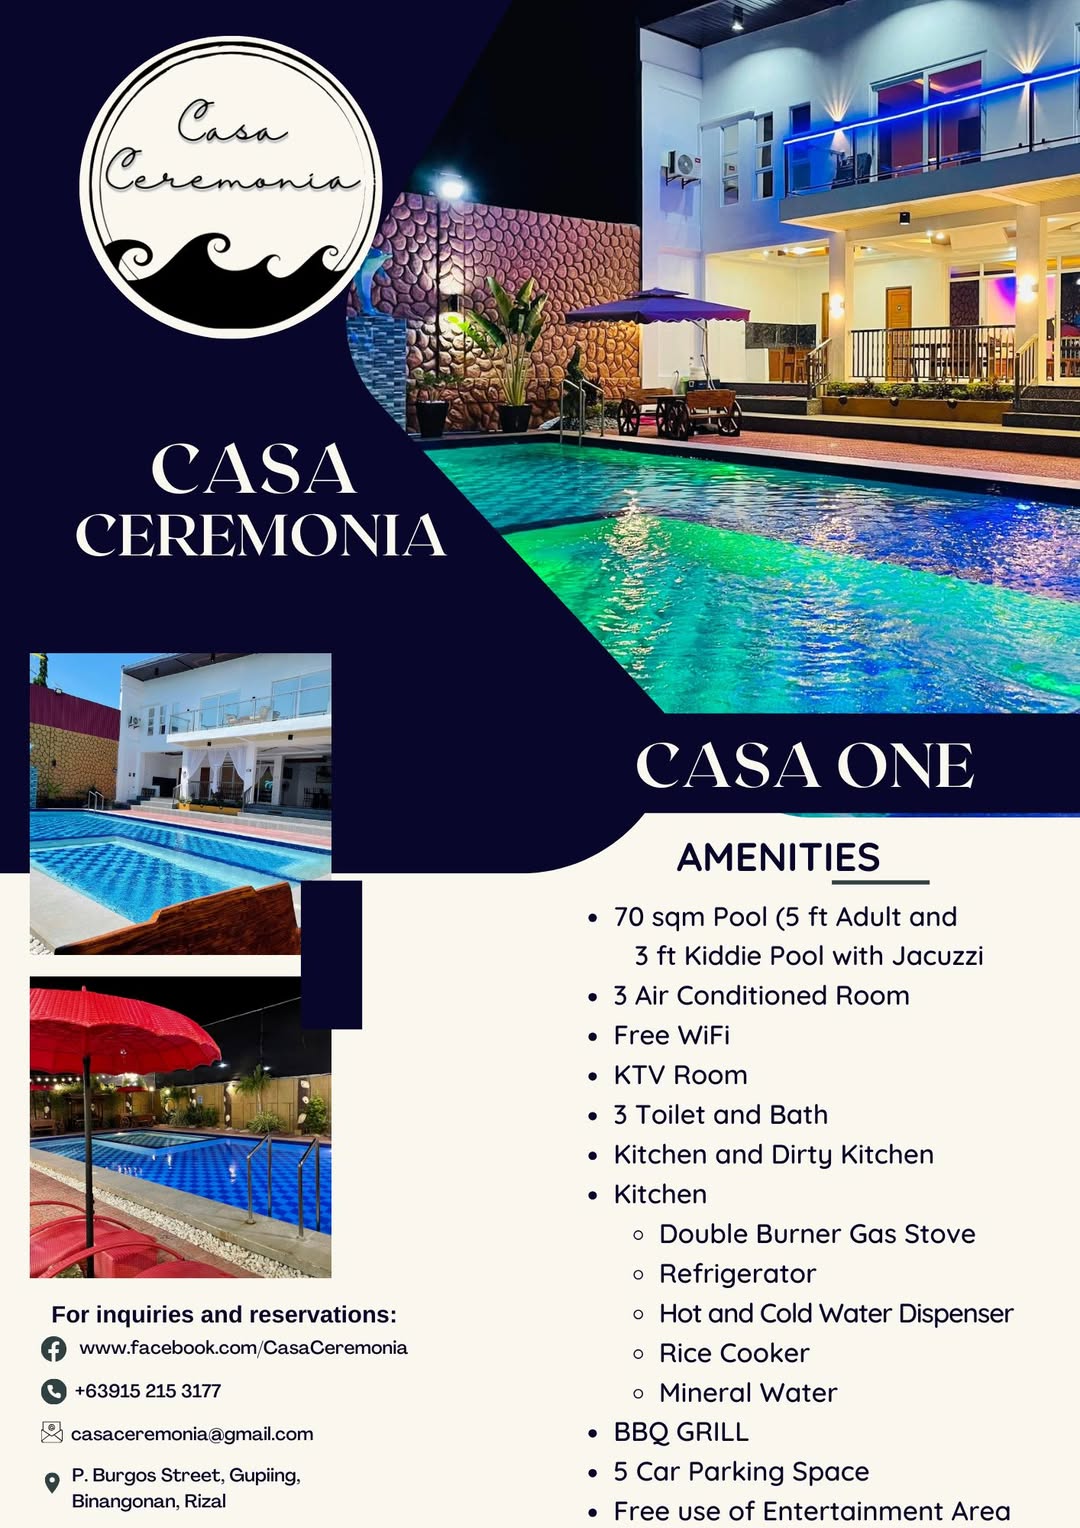 Casa
Ceremonia
CASA
CEREMONIA
CASA ONE
AMENITIES
70 sqm Pool (5 ft Adult and
3 ft Kiddie Pool with Jacuzzi
3 Air Conditioned Room
Free WiFi
KTV Room
3 Toilet and Bath
Kitchen and Dirty Kitchen
Kitchen
Double Burner Gas Stove
Refrigerator
Hot and Cold Water Dispenser
Rice Cooker
Mineral Water
BBQ GRILL
5 Car Parking Space
Free use of Entertainment Area
For inquiries and reservations:
www.facebook.com/CasaCeremonia
+63915 215 3177
casaceremonia@gmail.com
P. Burgos Street, Gupiing,
Binangonan, Rizal